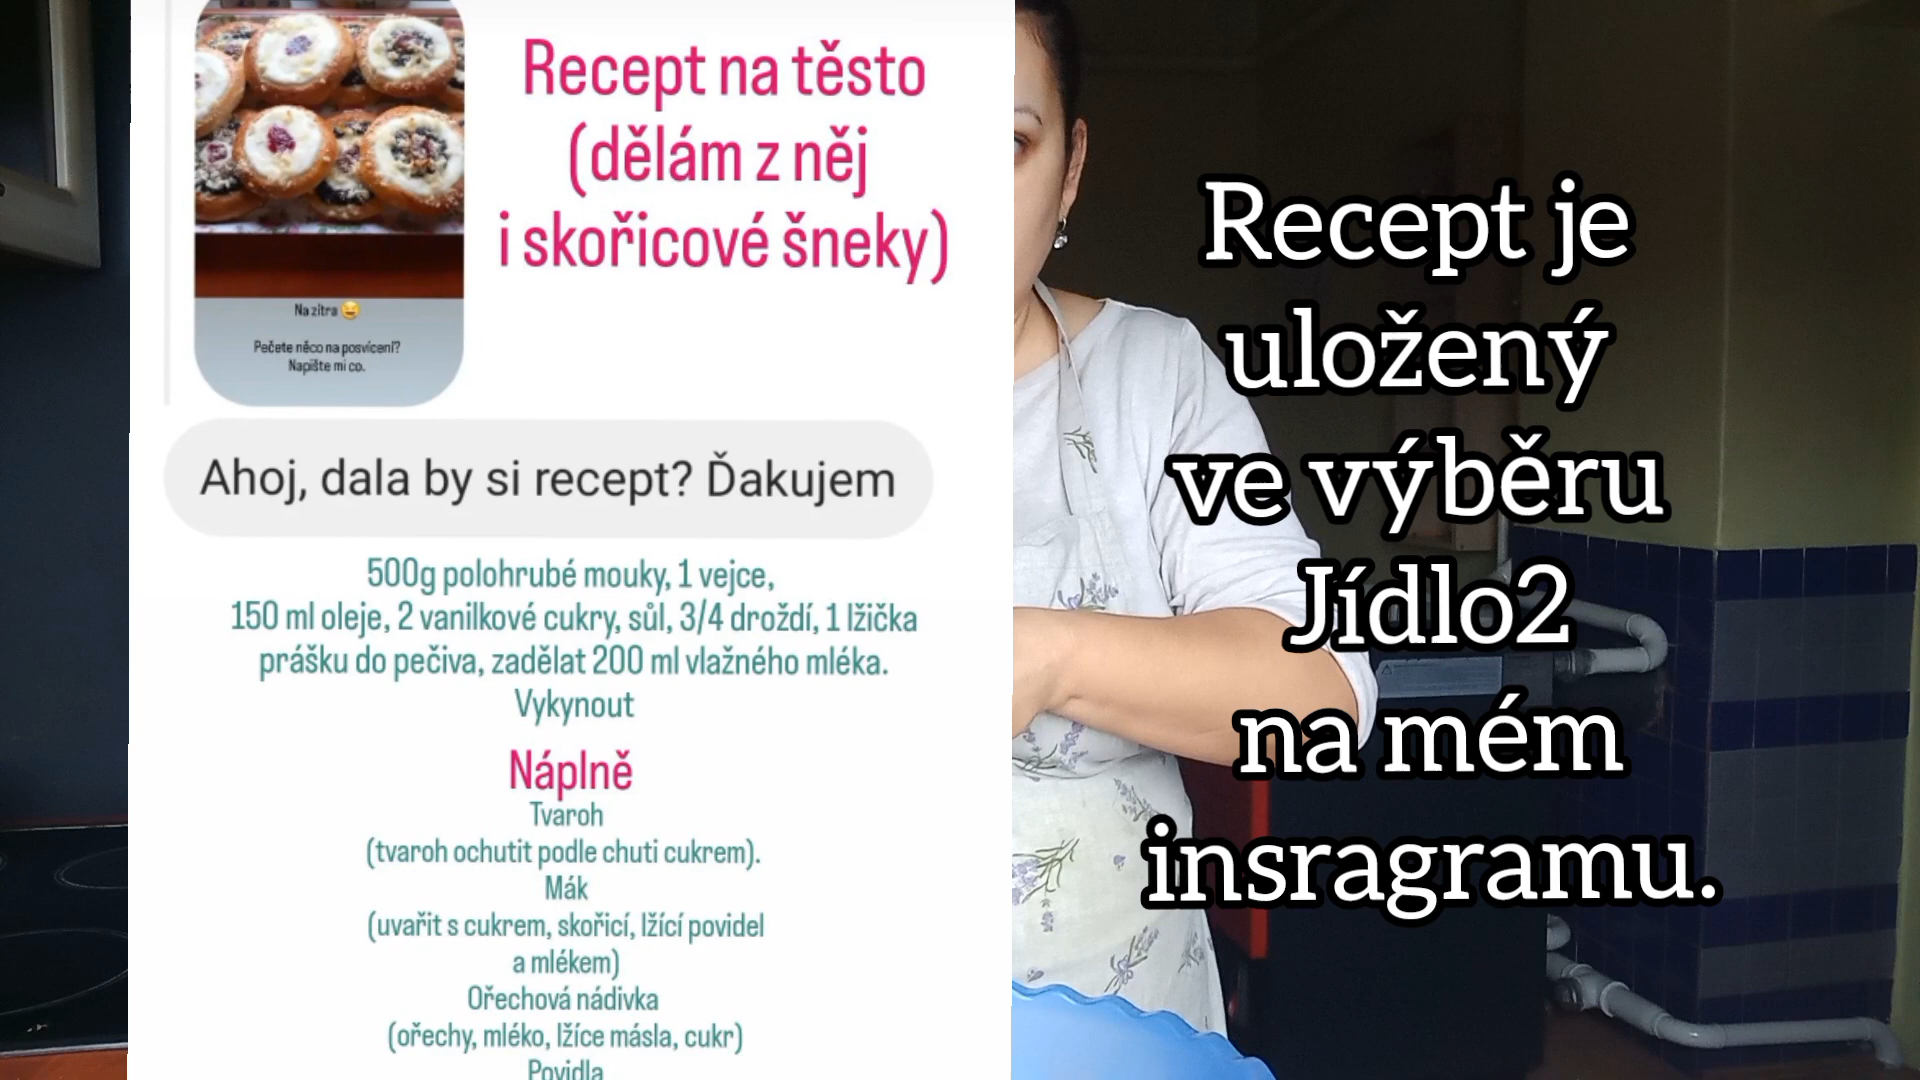 Recept na těsto
(dělám z něj
i skořicové šneky)
Na zítra 😄
Pečete něco na posvícení?
Napište mi co.
Ahoj, dala by si recept? Ďakujem
500g polohrubé mouky, 1 vejce,
150 ml oleje, 2 vanilkové cukry, sůl, 3/4 droždí, 1 lžička
prášku do pečiva, zadělat 200 ml vlažného mléka.
Vykynout
Náplně
Tvaroh
(tvaroh ochutit podle chuti cukrem).
Mák
(uvařit s cukrem, skořicí, lžící povidel
a mlékem)
Ořechová nádivka
(ořechy, mléko, lžíce másla, cukr)
Povidla
Recept je
uložený
ve výběru
Jídlo2
na mém
insragramu.